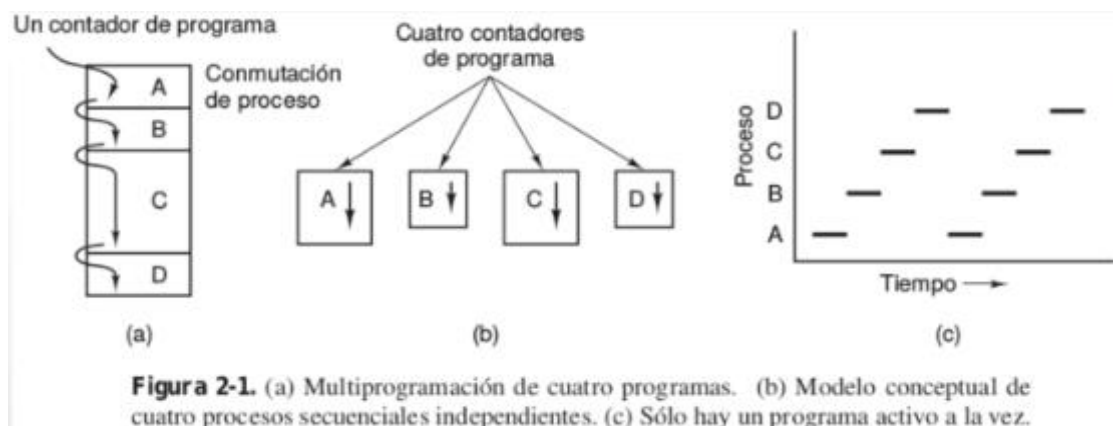 Un contador de programa
Conmutación
de proceso
A
B
C
D
(a)
Cuatro contadores
de programa
A
B
C
D
(b)
Proceso
D
C
B
A
Tiempo
(c)
Figura 2-1. (a) Multiprogramación de cuatro programas. (b) Modelo conceptual de
cuatro procesos secuenciales independientes. (c) Sólo hay un programa activo a la vez.